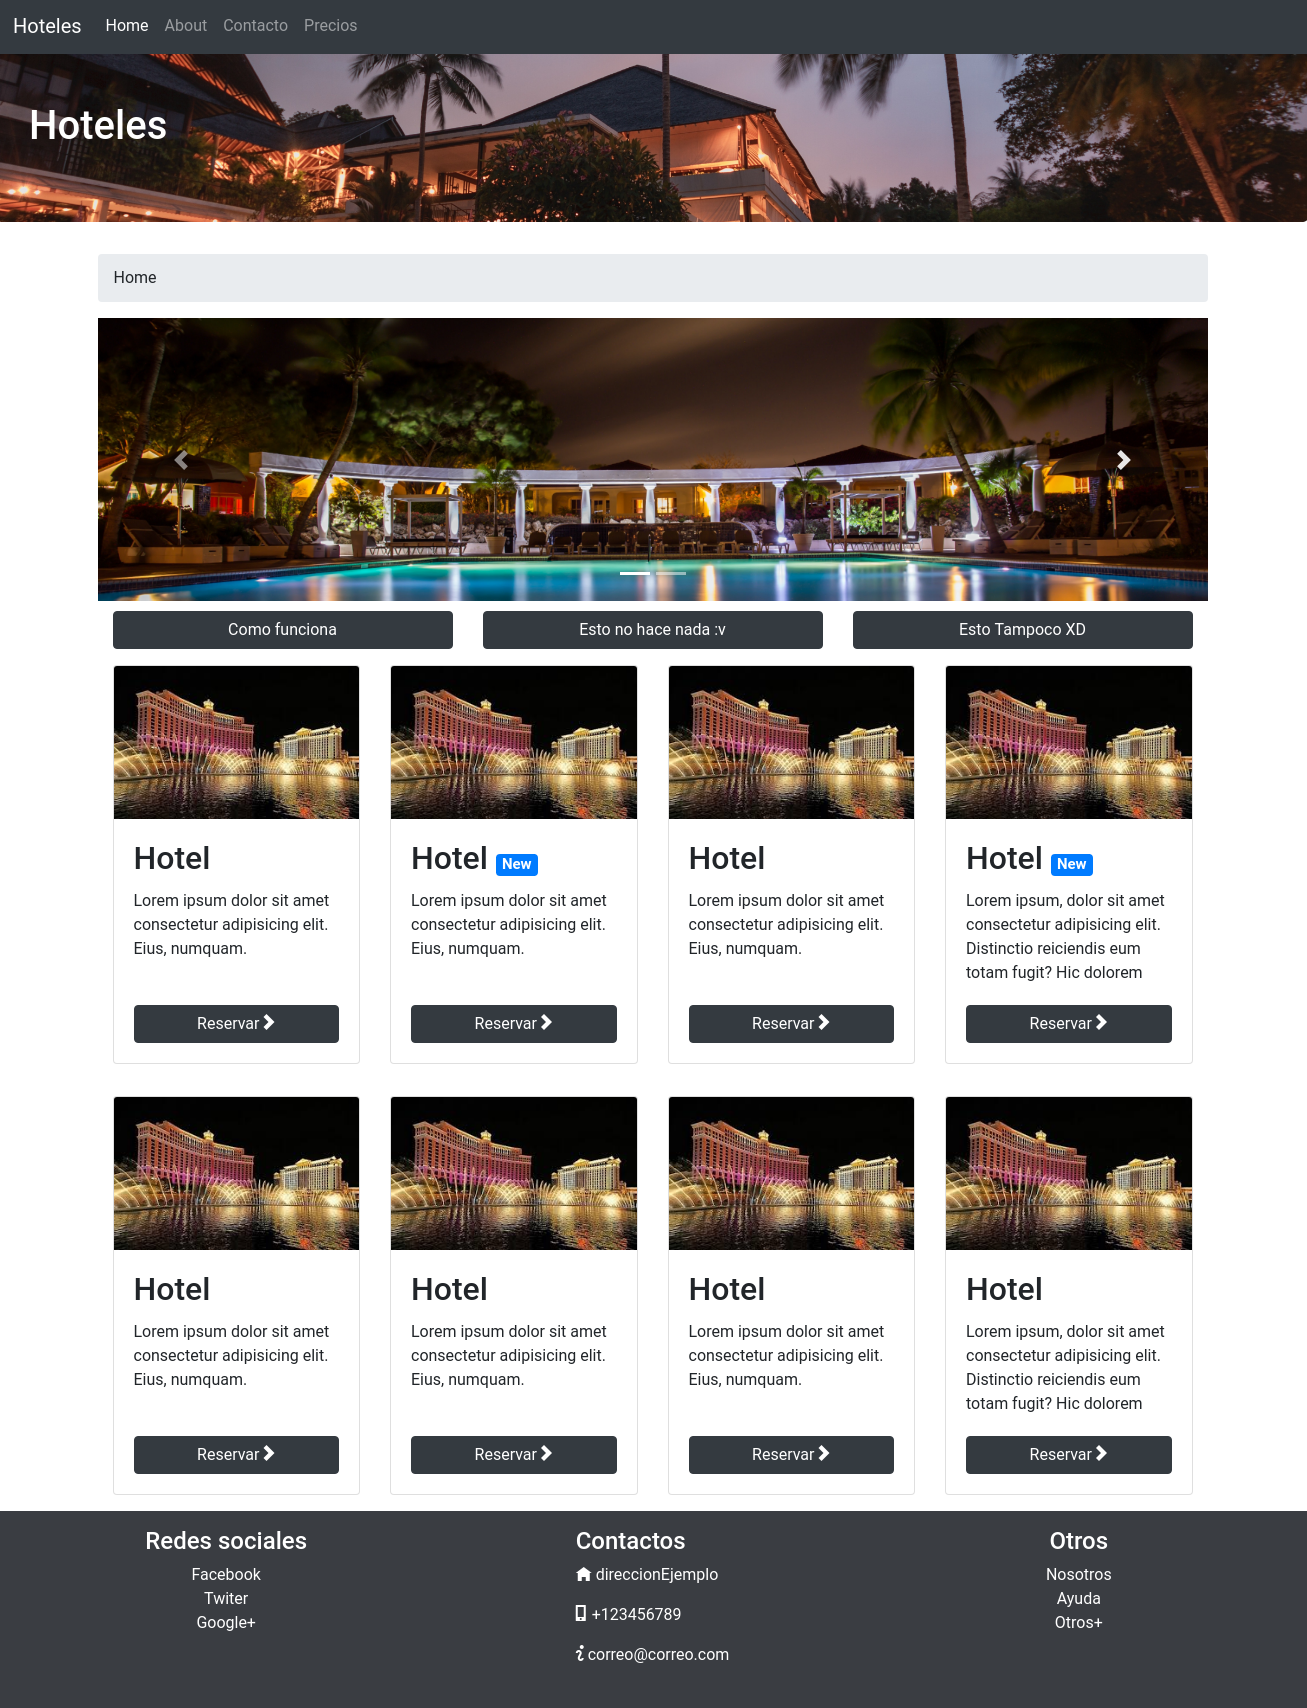 Hoteles Home About Contacto Precios
Hoteles
Home
Como funciona
Esto no hace nada :v
Esto Tampoco XD
Hotel
Lorem ipsum dolor sit amet
consectetur adipisicing elit.
Eius, numquam.
Reservar
Hotel New
Lorem ipsum dolor sit amet
consectetur adipisicing elit.
Eius, numquam.
Reservar
Hotel
Lorem ipsum dolor sit amet
consectetur adipisicing elit.
Eius, numquam.
Reservar
Hotel New
Lorem ipsum, dolor sit amet
consectetur adipisicing elit.
Distinctio reiciendis eum
totam fugit? Hic dolorem
Reservar
Hotel
Lorem ipsum dolor sit amet
consectetur adipisicing elit.
Eius, numquam.
Reservar
Hotel
Lorem ipsum dolor sit amet
consectetur adipisicing elit.
Eius, numquam.
Reservar
Hotel
Lorem ipsum dolor sit amet
consectetur adipisicing elit.
Eius, numquam.
Reservar
Hotel
Lorem ipsum, dolor sit amet
consectetur adipisicing elit.
Distinctio reiciendis eum
totam fugit? Hic dolorem
Reservar
Redes sociales
Facebook
Twiter
Google+
Contactos
direccionEjemplo
+123456789
correo@correo.com
Otros
Nosotros
Ayuda
Otros+